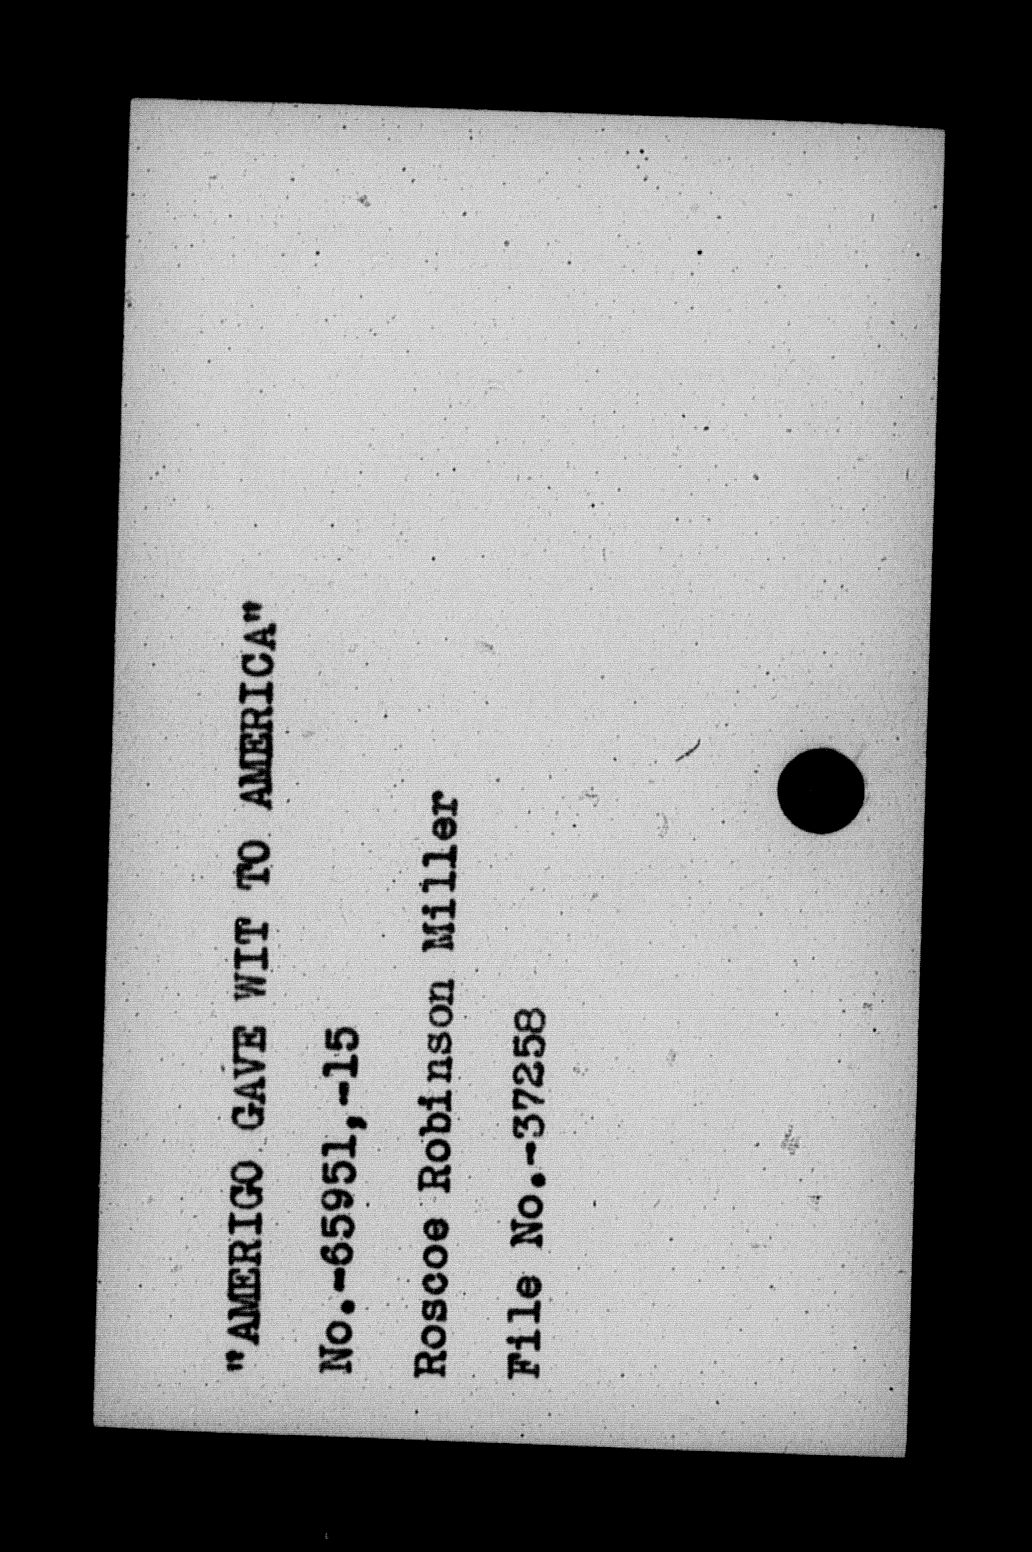 "AMERIGO GAVE WIT TO AMERICA"
No.-65951,-15
Roscoe Robinson Miller
File No.-37258